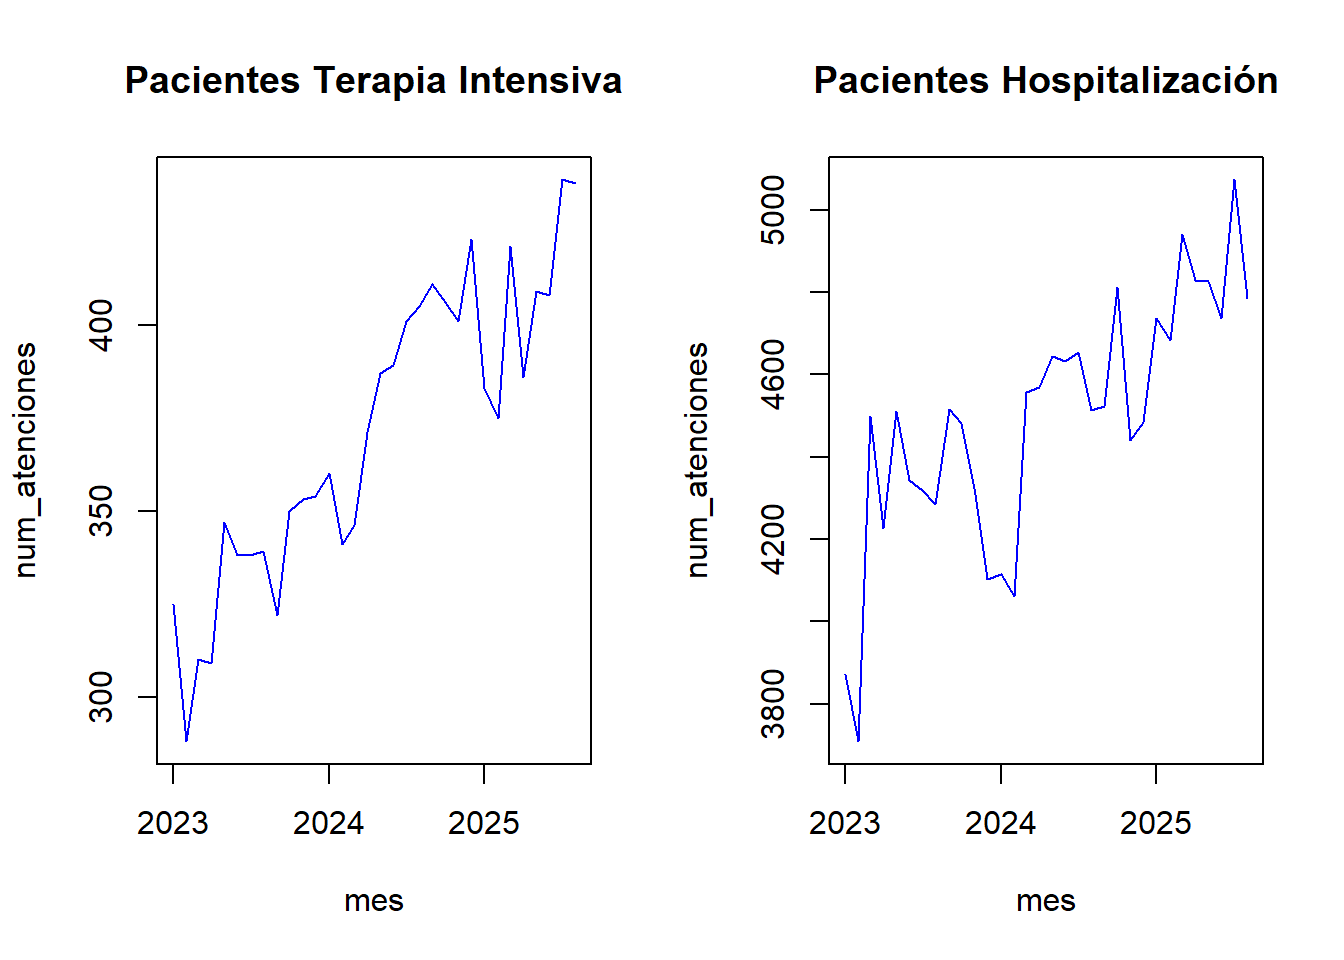 Pacientes Terapia Intensiva
num_atenciones
400
350
300
2023 2024 2025
mes
Pacientes Hospitalización
num_atenciones
5000
4600
4200
3800
2023 2024 2025
mes